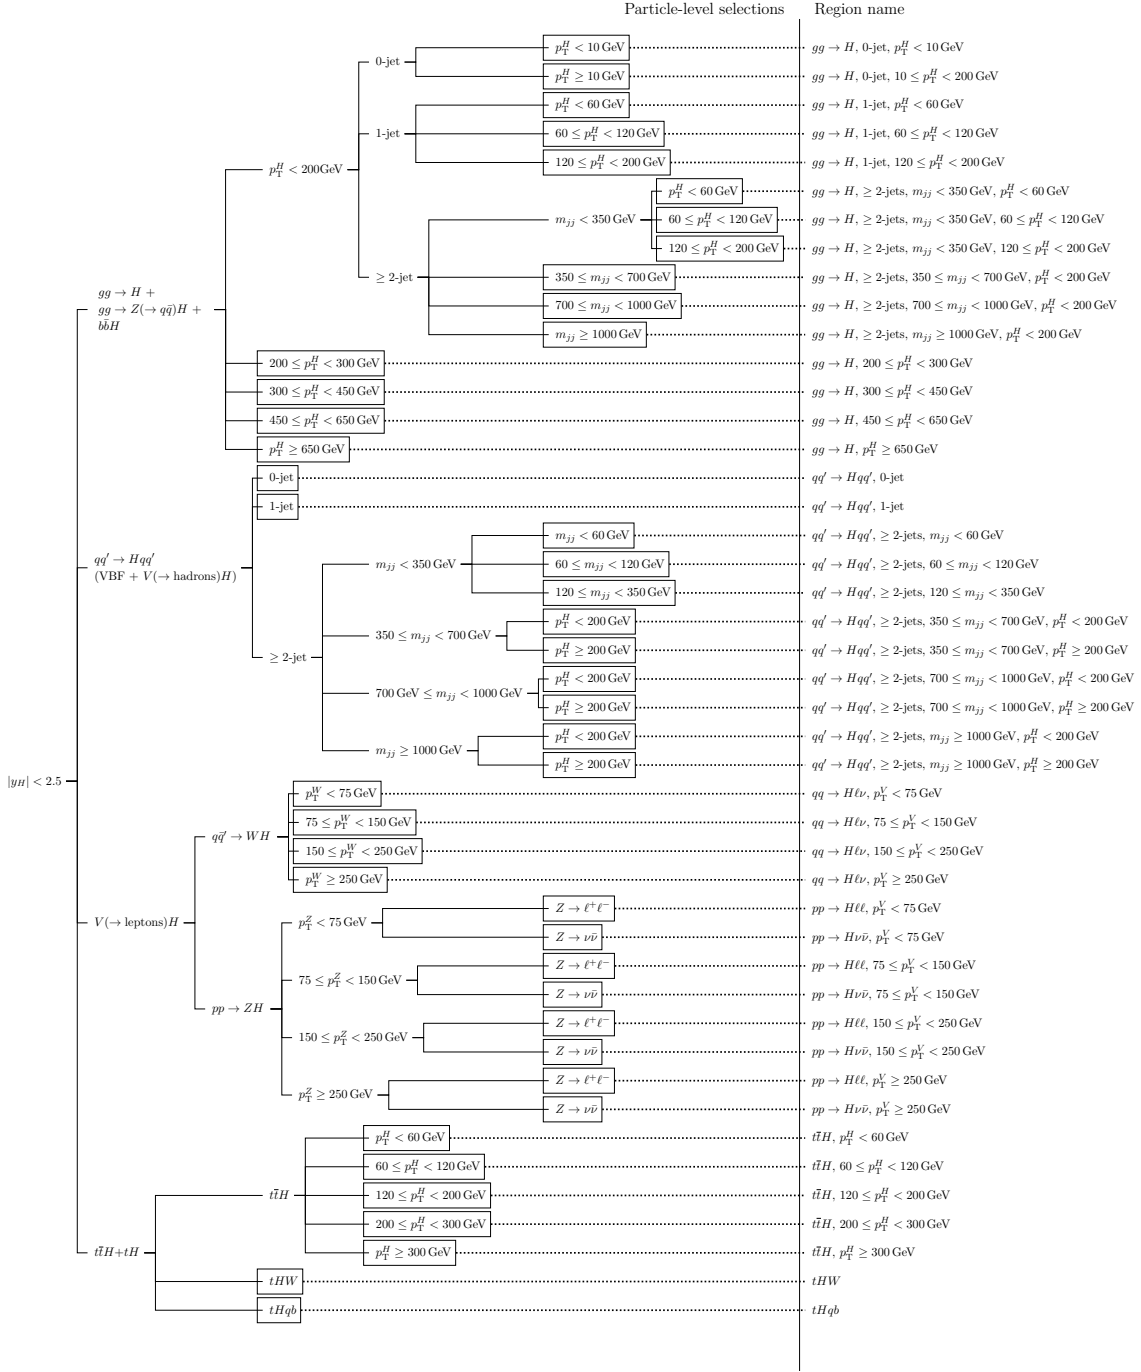 Particle-level selections Region name
p_T^H < 10 GeV gg → H, 0-jet, p_T^H < 10 GeV
0-jet
p_T^H ≥ 10 GeV gg → H, 0-jet, 10 ≤ p_T^H < 200 GeV
p_T^H < 60 GeV gg → H, 1-jet, p_T^H < 60 GeV
1-jet 60 ≤ p_T^H < 120 GeV gg → H, 1-jet, 60 ≤ p_T^H < 120 GeV
120 ≤ p_T^H < 200 GeV gg → H, 1-jet, 120 ≤ p_T^H < 200 GeV
p_T^H < 200GeV
p_T^H < 60 GeV gg → H, ≥ 2-jets, m_jj < 350 GeV, p_T^H < 60 GeV
m_jj < 350 GeV 60 ≤ p_T^H < 120 GeV gg → H, ≥ 2-jets, m_jj < 350 GeV, 60 ≤ p_T^H < 120 GeV
120 ≤ p_T^H < 200 GeV gg → H, ≥ 2-jets, m_jj < 350 GeV, 120 ≤ p_T^H < 200 GeV
≥ 2-jet 350 ≤ m_jj < 700 GeV gg → H, ≥ 2-jets, 350 ≤ m_jj < 700 GeV, p_T^H < 200 GeV
gg → H +
gg → Z(→ qq̄)H +
bb̄H
700 ≤ m_jj < 1000 GeV gg → H, ≥ 2-jets, 700 ≤ m_jj < 1000 GeV, p_T^H < 200 GeV
m_jj ≥ 1000 GeV gg → H, ≥ 2-jets, m_jj ≥ 1000 GeV, p_T^H < 200 GeV
200 ≤ p_T^H < 300 GeV gg → H, 200 ≤ p_T^H < 300 GeV
300 ≤ p_T^H < 450 GeV gg → H, 300 ≤ p_T^H < 450 GeV
450 ≤ p_T^H < 650 GeV gg → H, 450 ≤ p_T^H < 650 GeV
p_T^H ≥ 650 GeV gg → H, p_T^H ≥ 650 GeV
0-jet qq′ → Hqq′, 0-jet
1-jet qq′ → Hqq′, 1-jet
m_jj < 60 GeV qq′ → Hqq′, ≥ 2-jets, m_jj < 60 GeV
qq′ → Hqq′
(VBF + V(→ hadrons)H)
m_jj < 350 GeV 60 ≤ m_jj < 120 GeV qq′ → Hqq′, ≥ 2-jets, 60 ≤ m_jj < 120 GeV
120 ≤ m_jj < 350 GeV qq′ → Hqq′, ≥ 2-jets, 120 ≤ m_jj < 350 GeV
p_T^H < 200 GeV qq′ → Hqq′, ≥ 2-jets, 350 ≤ m_jj < 700 GeV, p_T^H < 200 GeV
350 ≤ m_jj < 700 GeV
p_T^H ≥ 200 GeV qq′ → Hqq′, ≥ 2-jets, 350 ≤ m_jj < 700 GeV, p_T^H ≥ 200 GeV
≥ 2-jet
p_T^H < 200 GeV qq′ → Hqq′, ≥ 2-jets, 700 ≤ m_jj < 1000 GeV, p_T^H < 200 GeV
700 GeV ≤ m_jj < 1000 GeV
p_T^H ≥ 200 GeV qq′ → Hqq′, ≥ 2-jets, 700 ≤ m_jj < 1000 GeV, p_T^H ≥ 200 GeV
p_T^H < 200 GeV qq′ → Hqq′, ≥ 2-jets, m_jj ≥ 1000 GeV, p_T^H < 200 GeV
m_jj ≥ 1000 GeV
p_T^H ≥ 200 GeV qq′ → Hqq′, ≥ 2-jets, m_jj ≥ 1000 GeV, p_T^H ≥ 200 GeV
|y_H| < 2.5
p_T^W < 75 GeV qq → Hℓν, p_T^V < 75 GeV
75 ≤ p_T^W < 150 GeV qq → Hℓν, 75 ≤ p_T^V < 150 GeV
qq̄′ → WH
150 ≤ p_T^W < 250 GeV qq → Hℓν, 150 ≤ p_T^V < 250 GeV
p_T^W ≥ 250 GeV qq → Hℓν, p_T^V ≥ 250 GeV
Z → ℓ⁺ℓ⁻ pp → Hℓℓ, p_T^V < 75 GeV
V(→ leptons)H p_T^Z < 75 GeV
Z → νν̄ pp → Hνν̄, p_T^V < 75 GeV
Z → ℓ⁺ℓ⁻ pp → Hℓℓ, 75 ≤ p_T^V < 150 GeV
75 ≤ p_T^Z < 150 GeV
Z → νν̄ pp → Hνν̄, 75 ≤ p_T^V < 150 GeV
pp → ZH
Z → ℓ⁺ℓ⁻ pp → Hℓℓ, 150 ≤ p_T^V < 250 GeV
150 ≤ p_T^Z < 250 GeV
Z → νν̄ pp → Hνν̄, 150 ≤ p_T^V < 250 GeV
Z → ℓ⁺ℓ⁻ pp → Hℓℓ, p_T^V ≥ 250 GeV
p_T^Z ≥ 250 GeV
Z → νν̄ pp → Hνν̄, p_T^V ≥ 250 GeV
p_T^H < 60 GeV tt̄H, p_T^H < 60 GeV
60 ≤ p_T^H < 120 GeV tt̄H, 60 ≤ p_T^H < 120 GeV
tt̄H 120 ≤ p_T^H < 200 GeV tt̄H, 120 ≤ p_T^H < 200 GeV
200 ≤ p_T^H < 300 GeV tt̄H, 200 ≤ p_T^H < 300 GeV
tt̄H+tH p_T^H ≥ 300 GeV tt̄H, p_T^H ≥ 300 GeV
tHW tHW
tHqb tHqb